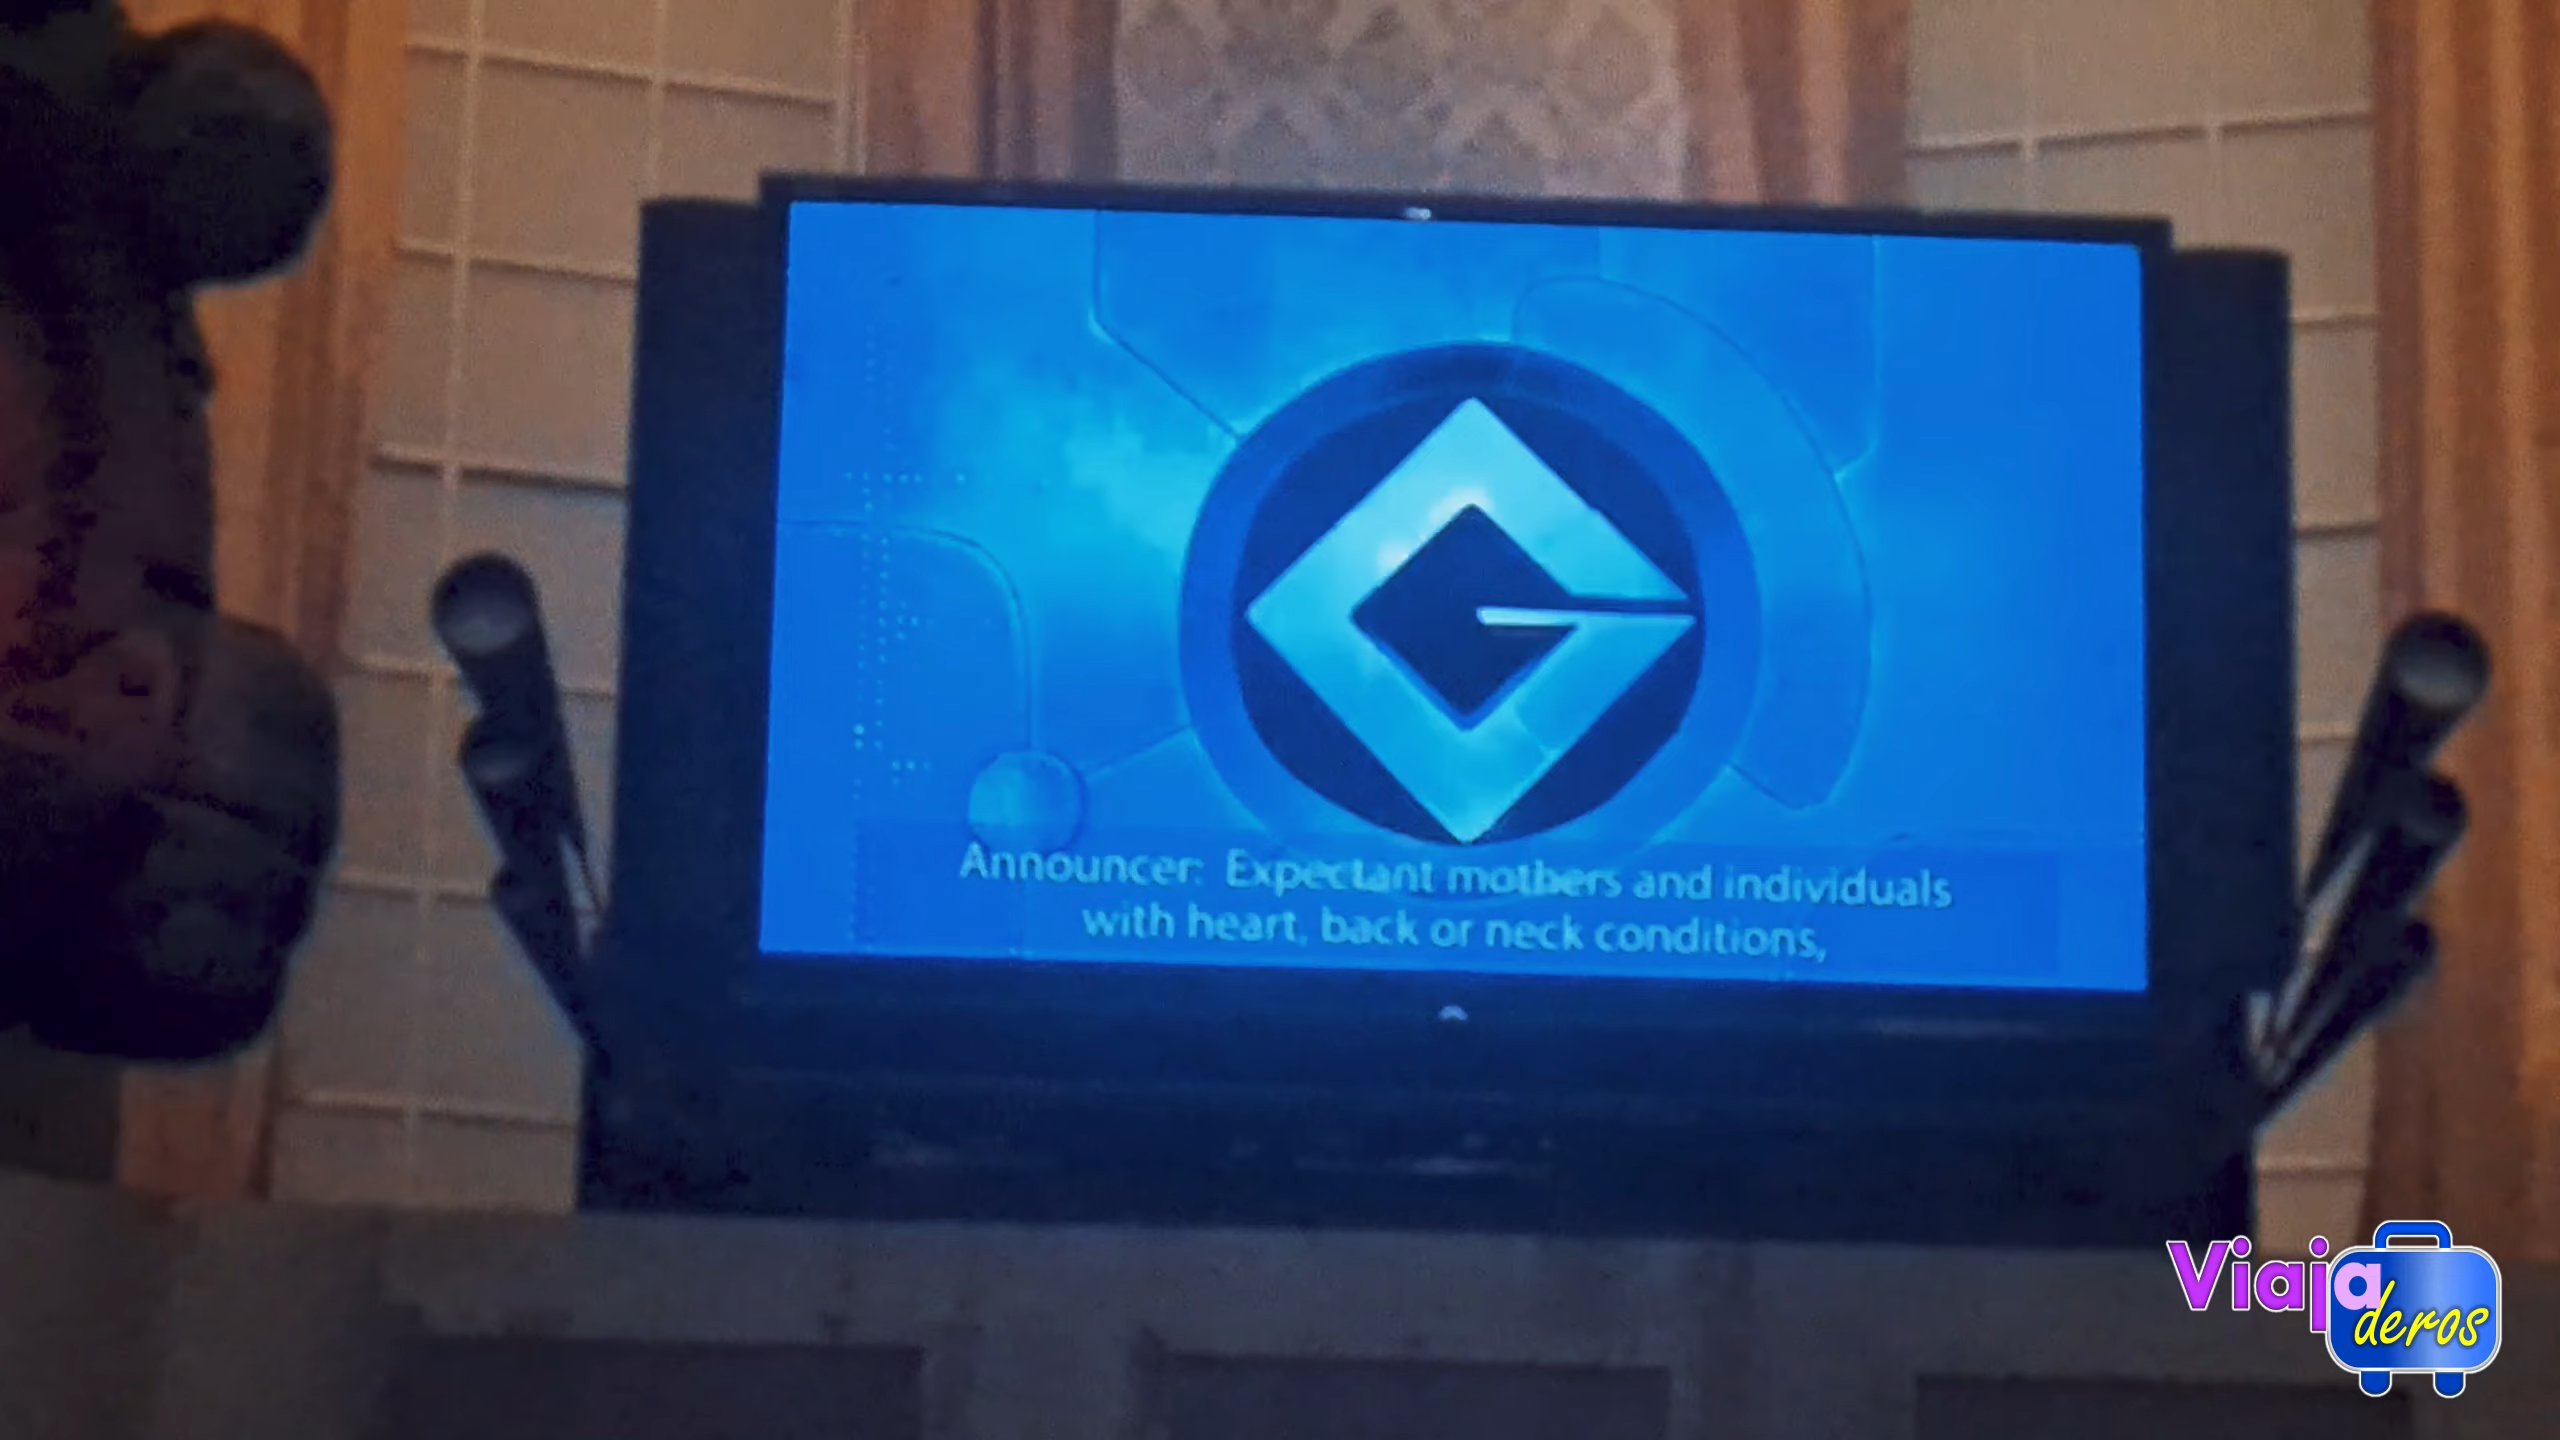 Announcer: Expectant mothers and individuals
with heart, back or neck conditions,
Viaja
deros